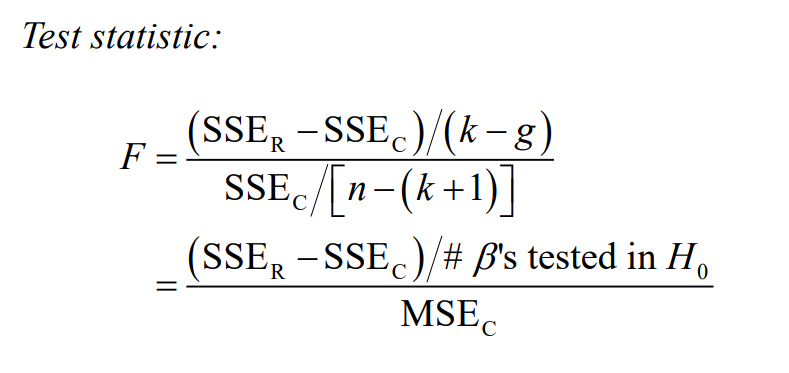 Test statistic:
F = (SSE_R − SSE_C)/(k − g)
SSE_C/[n − (k + 1)]
= (SSE_R − SSE_C)/# β's tested in H_0
MSE_C